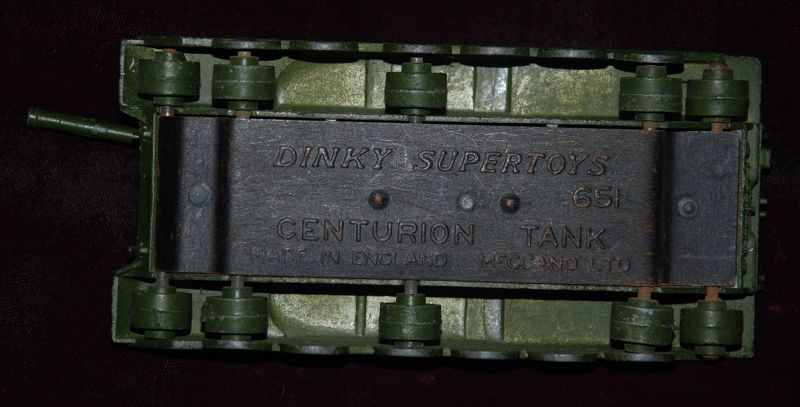 DINKY SUPERTOYS
651
CENTURION TANK
MADE IN ENGLAND MECCANO LTD